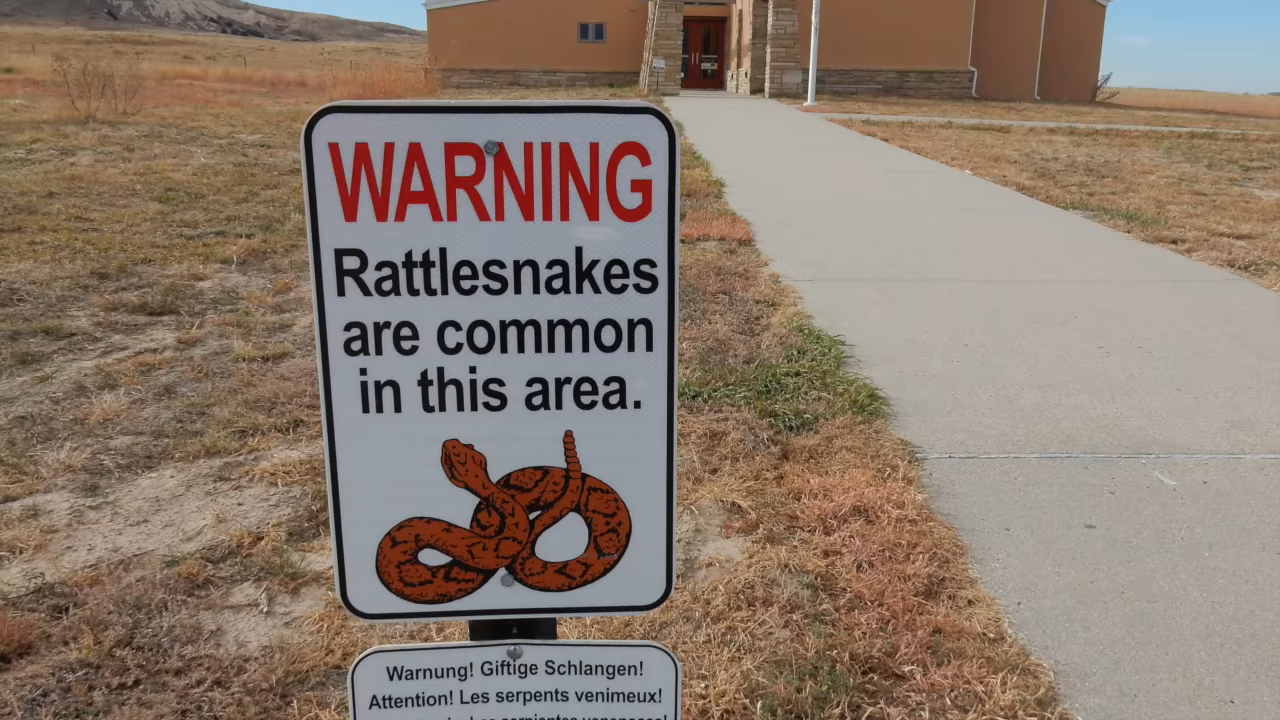 WARNING
Rattlesnakes
are common
in this area.
Warnung! Giftige Schlangen!
Attention! Les serpents venimeux!